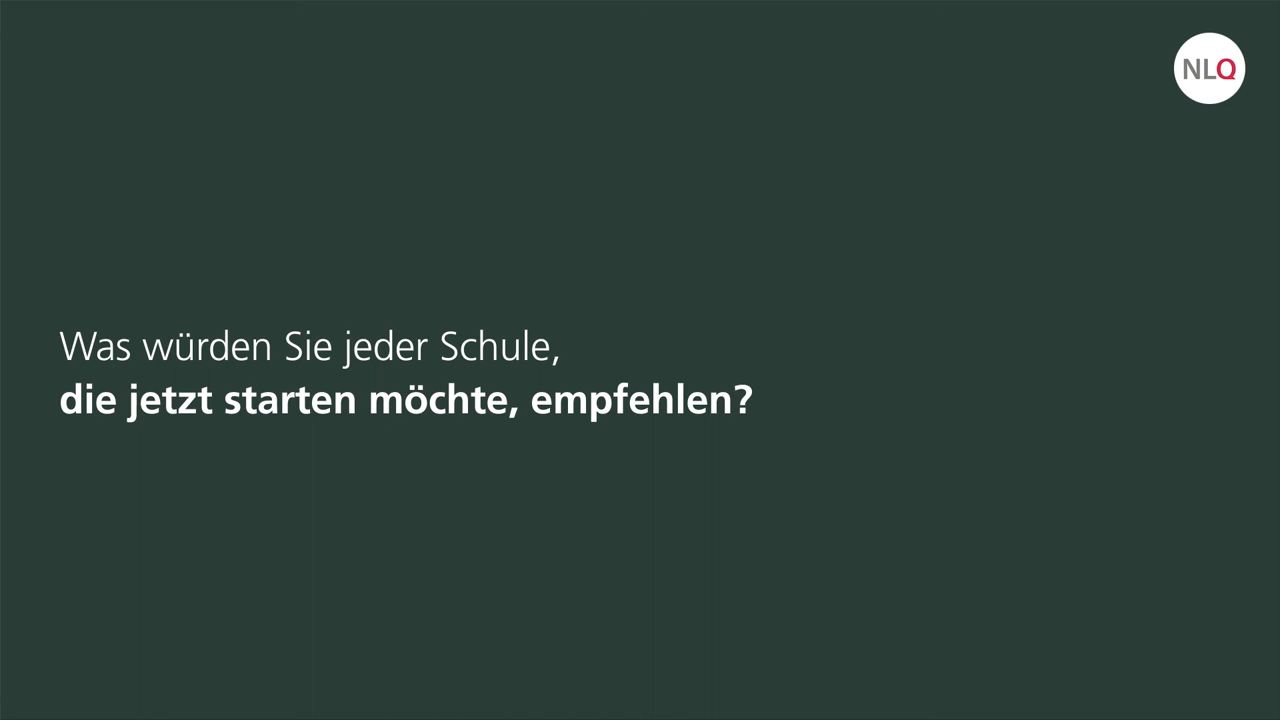 NLQ
Was würden Sie jeder Schule,
die jetzt starten möchte, empfehlen?